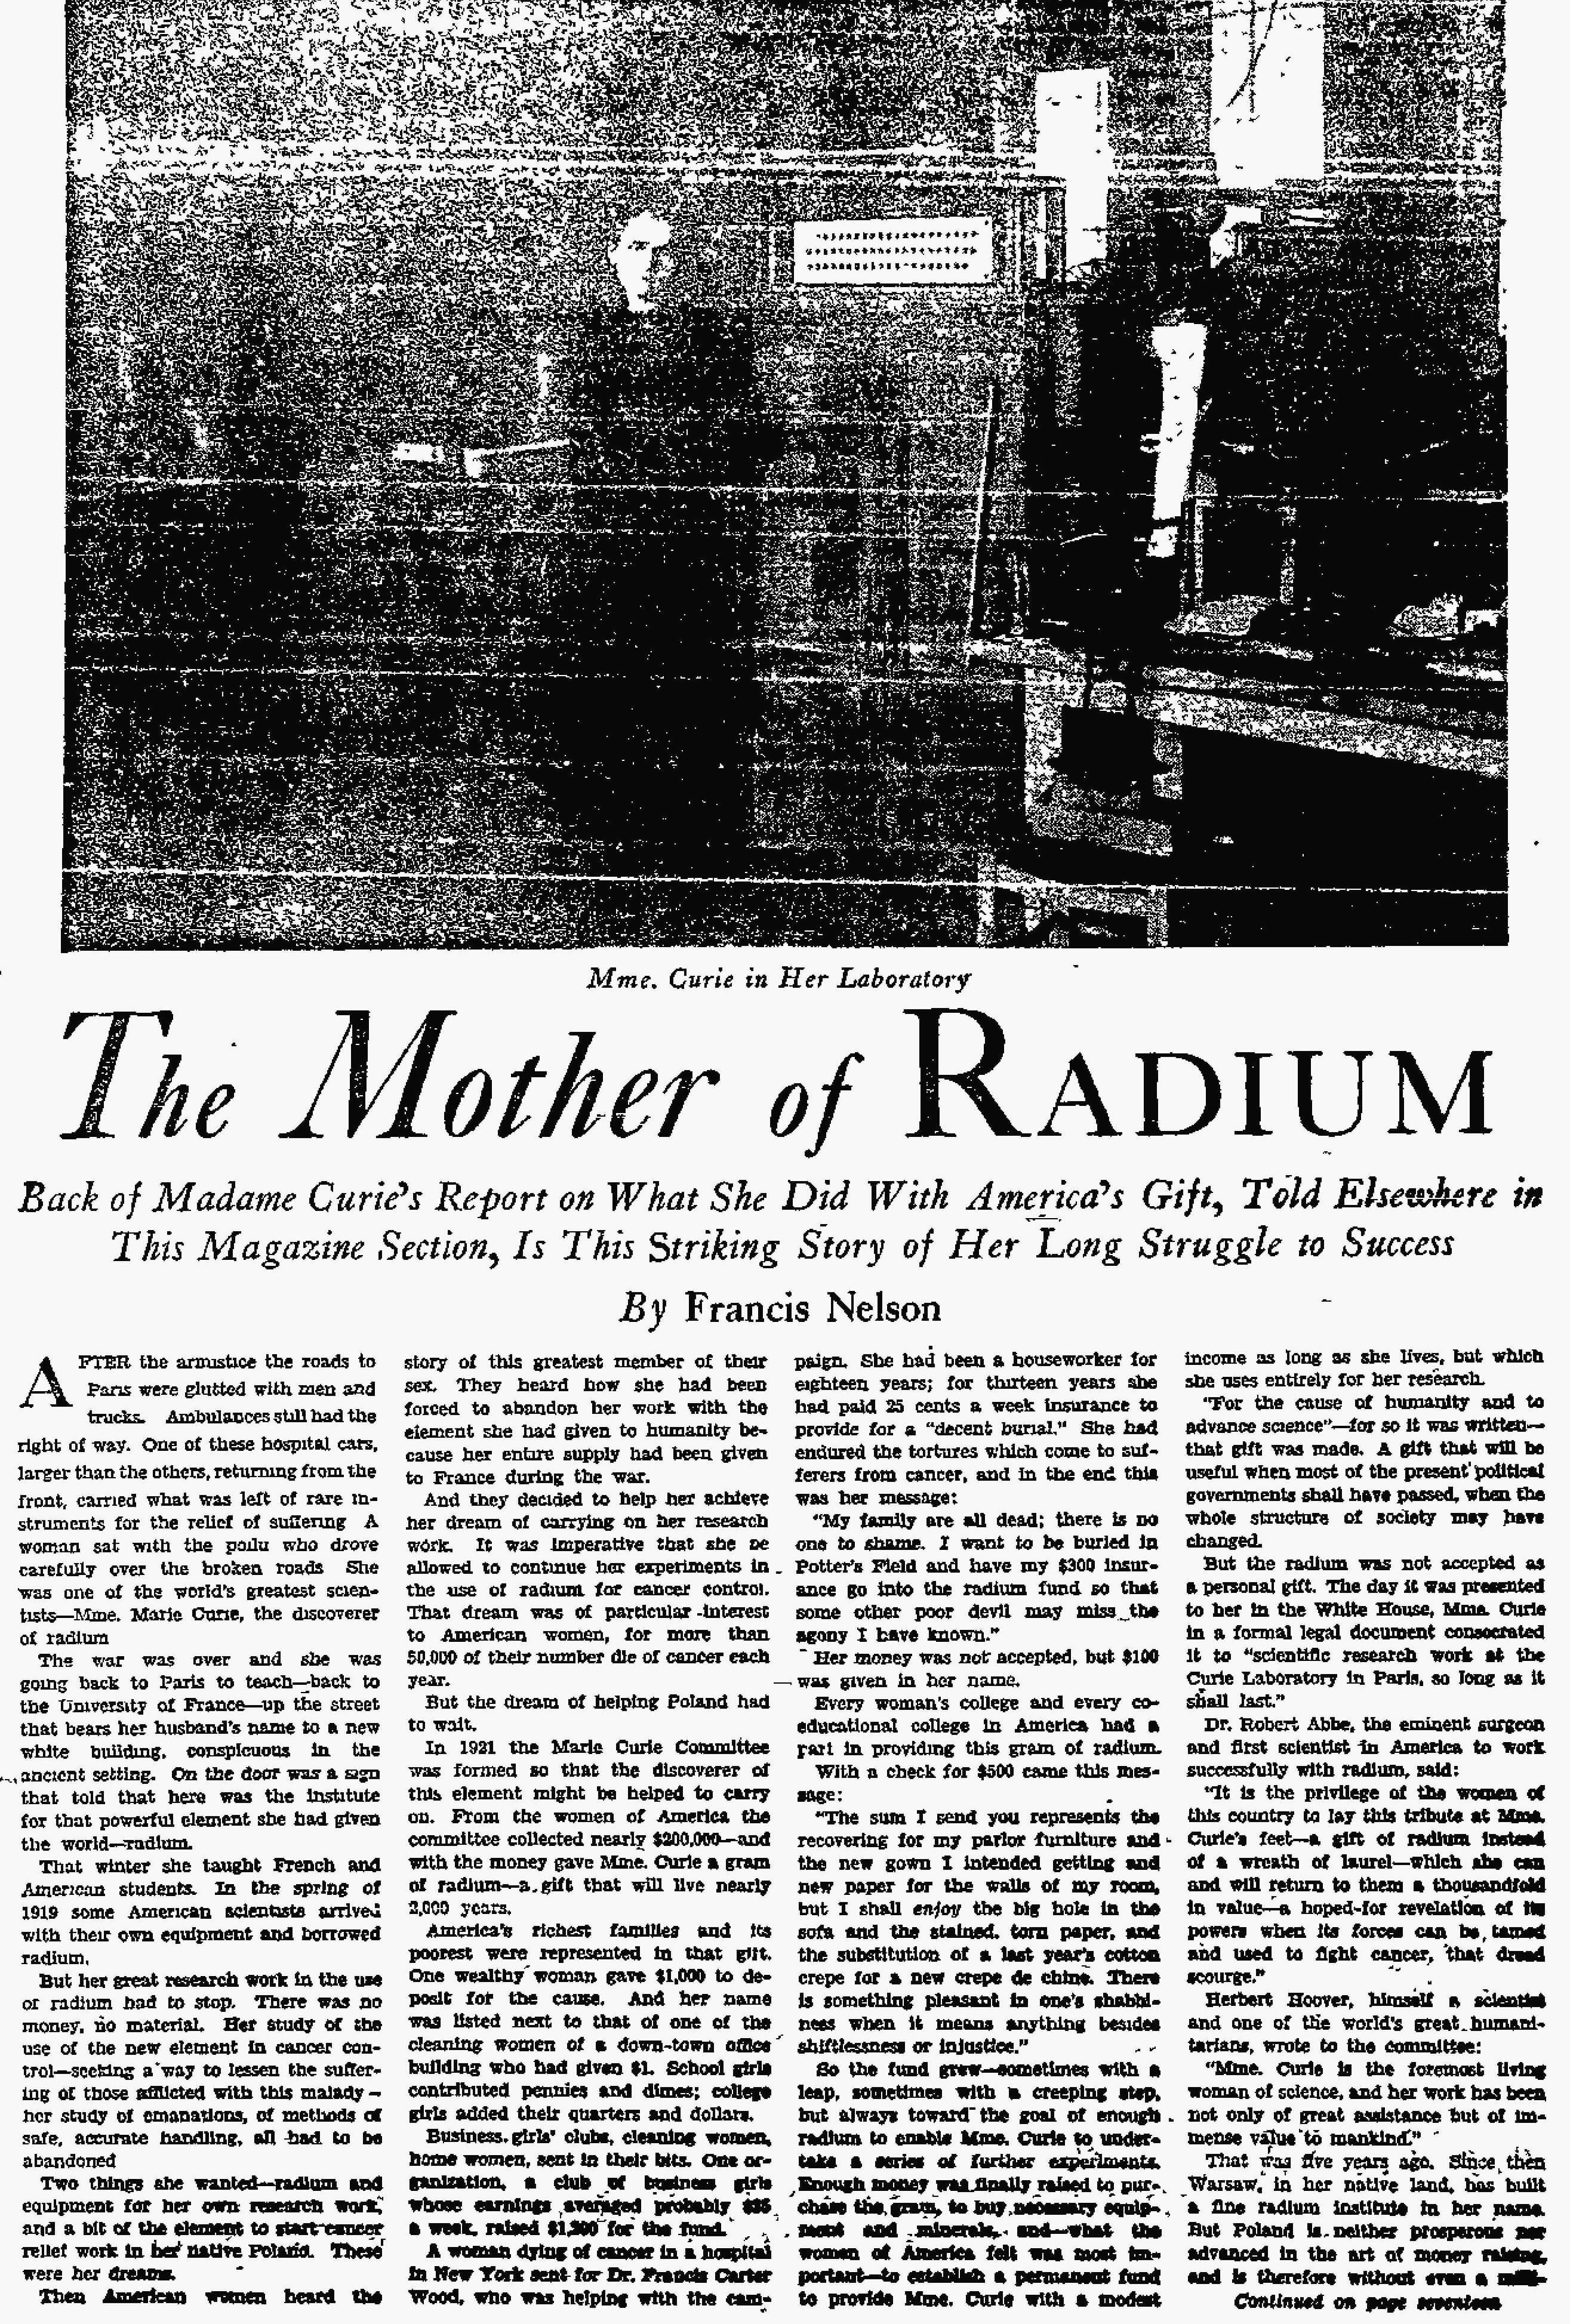 Mme. Curie in Her Laboratory
The Mother of RADIUM
Back of Madame Curie's Report on What She Did With America's Gift, Told Elsewhere in
This Magazine Section, Is This Striking Story of Her Long Struggle to Success
By Francis Nelson
AFTER the armistice the roads to
Paris were glutted with men and
trucks. Ambulances still had the
right of way. One of these hospital cars,
larger than the others, returning from the
front, carried what was left of rare in-
struments for the relief of suffering A
woman sat with the poilu who drove
carefully over the broken roads She
was one of the world's greatest scien-
tists—Mme. Marie Curie, the discoverer
of radium
The war was over and she was
going back to Paris to teach—back to
the University of France—up the street
that bears her husband's name to a new
white building, conspicuous in the
ancient setting. On the door was a sign
that told that here was the institute
for that powerful element she had given
the world—radium.
That winter she taught French and
American students. In the spring of
1919 some American scientists arrived
with their own equipment and borrowed
radium.
But her great research work in the use
of radium had to stop. There was no
money, no material. Her study of the
use of the new element in cancer con-
trol—seeking a way to lessen the suffer-
ing of those afflicted with this malady—
her study of emanations, of methods of
safe, accurate handling, all had to be
abandoned
Two things she wanted—radium and
equipment for her own research work,
and a bit of the element to start cancer
relief work in her native Poland. These
were her dreams.
Then American women heard the
story of this greatest member of their
sex. They heard how she had been
forced to abandon her work with the
element she had given to humanity be-
cause her entire supply had been given
to France during the war.
And they decided to help her achieve
her dream of carrying on her research
work. It was imperative that she be
allowed to continue her experiments in
the use of radium for cancer control.
That dream was of particular interest
to American women, for more than
50,000 of their number die of cancer each
year.
But the dream of helping Poland had
to wait.
In 1921 the Marie Curie Committee
was formed so that the discoverer of
this element might be helped to carry
on. From the women of America the
committee collected nearly $200,000—and
with the money gave Mme. Curie a gram
of radium—a gift that will live nearly
2,000 years.
America's richest families and its
poorest were represented in that gift.
One wealthy woman gave $1,000 to de-
posit for the cause. And her name
was listed next to that of one of the
cleaning women of a down-town office
building who had given $1. School girls
contributed pennies and dimes; college
girls added their quarters and dollars.
Business girls' clubs, cleaning women,
home women, sent in their bits. One or-
ganization, a club of business girls
whose earnings averaged probably
a week, raised for the fund.
A woman dying of cancer in a hospital
in New York sent for Dr. Francis Carter
Wood, who was helping with the cam-
paign. She had been a houseworker for
eighteen years; for thirteen years she
had paid 25 cents a week insurance to
provide for a "decent burial." She had
endured the tortures which come to suf-
ferers from cancer, and in the end this
was her message:
"My family are all dead; there is no
one to shame. I want to be buried in
Potter's Field and have my $300 insur-
ance go into the radium fund so that
some other poor devil may miss the
agony I have known."
Her money was not accepted, but $100
was given in her name.
Every woman's college and every co-
educational college in America had a
part in providing this gram of radium.
With a check for $500 came this mes-
sage:
"The sum I send you represents the
recovering for my parlor furniture and
the new gown I intended getting and
new paper for the walls of my room,
but I shall enjoy the big hole in the
sofa and the stained, torn paper, and
the substitution of a last year's cotton
crepe for a new crepe de chine. There
is something pleasant in one's shabbi-
ness when it means anything besides
shiftlessness or injustice."
So the fund grew—sometimes with a
leap, sometimes with a creeping step,
but always toward the goal of enough
radium to enable Mme. Curie to under-
take a series of further experiments.
Enough money was finally raised to pur-
chase the gram, to buy necessary equip-
ment and minerals, and—what the
women of America felt was most im-
portant—to establish a permanent fund
to provide Mme. Curie with a modest
income as long as she lives, but which
she uses entirely for her research.
"For the cause of humanity and to
advance science"—for so it was written—
that gift was made. A gift that will be
useful when most of the present political
governments shall have passed, when the
whole structure of society may have
changed.
But the radium was not accepted as
a personal gift. The day it was presented
to her in the White House, Mme. Curie
in a formal legal document consecrated
it to "scientific research work at the
Curie Laboratory in Paris, so long as it
shall last."
Dr. Robert Abbe, the eminent surgeon
and first scientist in America to work
successfully with radium, said:
"It is the privilege of the women of
this country to lay this tribute at Mme.
Curie's feet—a gift of radium instead
of a wreath of laurel—which she can
and will return to them a thousandfold
in value—a hoped-for revelation of its
powers when its forces can be tamed
and used to fight cancer, that dread
scourge."
Herbert Hoover, himself a scientist
and one of the world's great humani-
tarians, wrote to the committee:
"Mme. Curie is the foremost living
woman of science, and her work has been
not only of great assistance but of im-
mense value to mankind."
That was five years ago. Since then
Warsaw, in her native land, has built
a fine radium institute in her name.
But Poland is neither prosperous nor
advanced in the art of money raising,
and is therefore without even a milli-
Continued on page seventeen